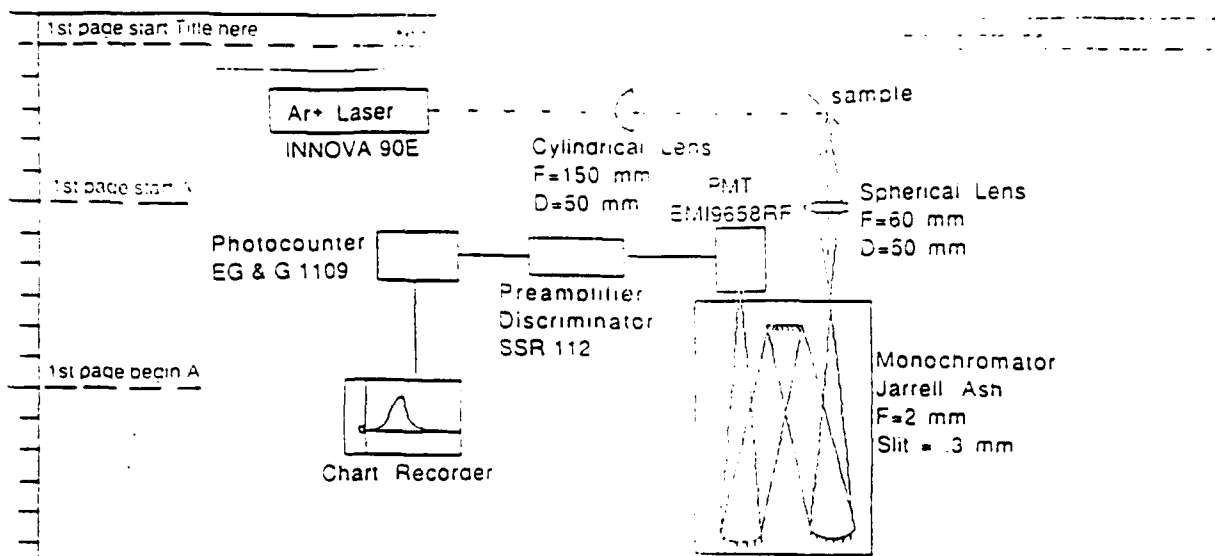 1st page start Title here
Ar+ Laser
INNOVA 90E
sample
Cylindrical Lens
F=150 mm
D=50 mm
1st page start A
PMT
EMI9658RF
Spherical Lens
F=60 mm
D=50 mm
Photocounter
EG & G 1109
Preamplifier
Discriminator
SSR 112
1st page begin A
Monochromator
Jarrell Ash
F=2 mm
Slit = .3 mm
Chart Recorder